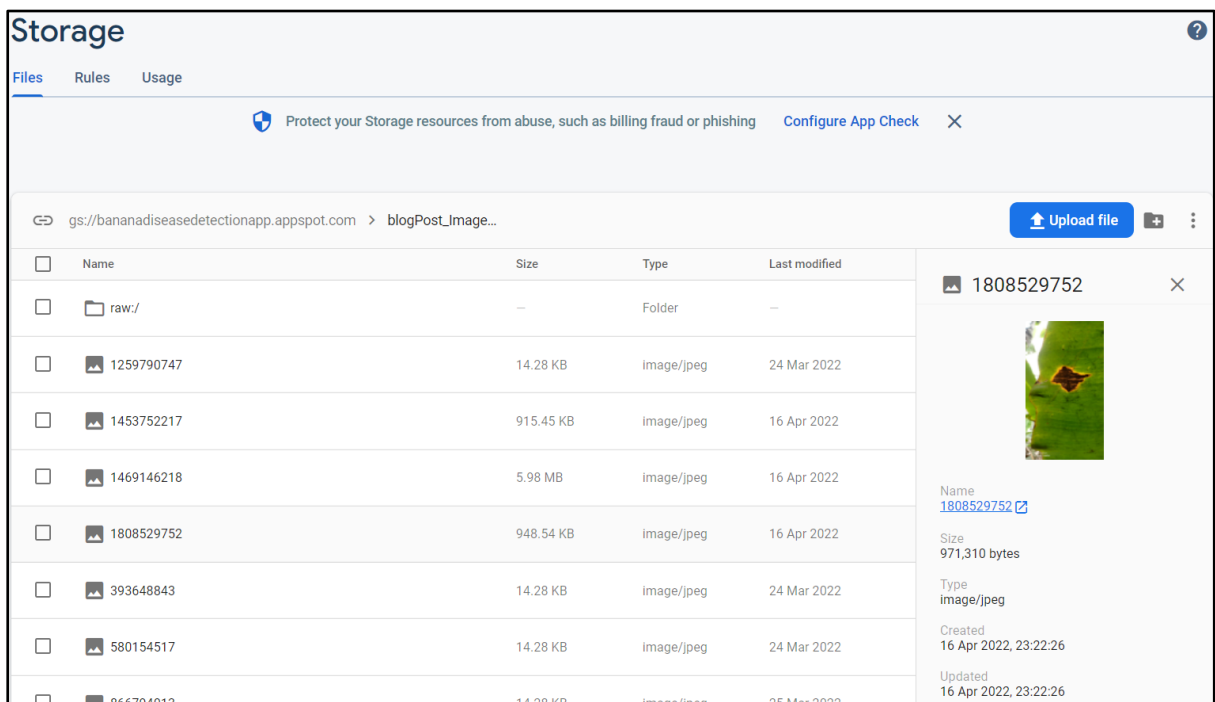 Storage
Files Rules Usage
Protect your Storage resources from abuse, such as billing fraud or phishing Configure App Check
gs://bananadiseasedetectionapp.appspot.com > blogPost_Image...
Upload file
Name Size Type Last modified
raw:/ — Folder —
1259790747 14.28 KB image/jpeg 24 Mar 2022
1453752217 915.45 KB image/jpeg 16 Apr 2022
1469146218 5.98 MB image/jpeg 16 Apr 2022
1808529752 948.54 KB image/jpeg 16 Apr 2022
393648843 14.28 KB image/jpeg 24 Mar 2022
580154517 14.28 KB image/jpeg 24 Mar 2022
1808529752
Name
1808529752
Size
971,310 bytes
Type
image/jpeg
Created
16 Apr 2022, 23:22:26
Updated
16 Apr 2022, 23:22:26